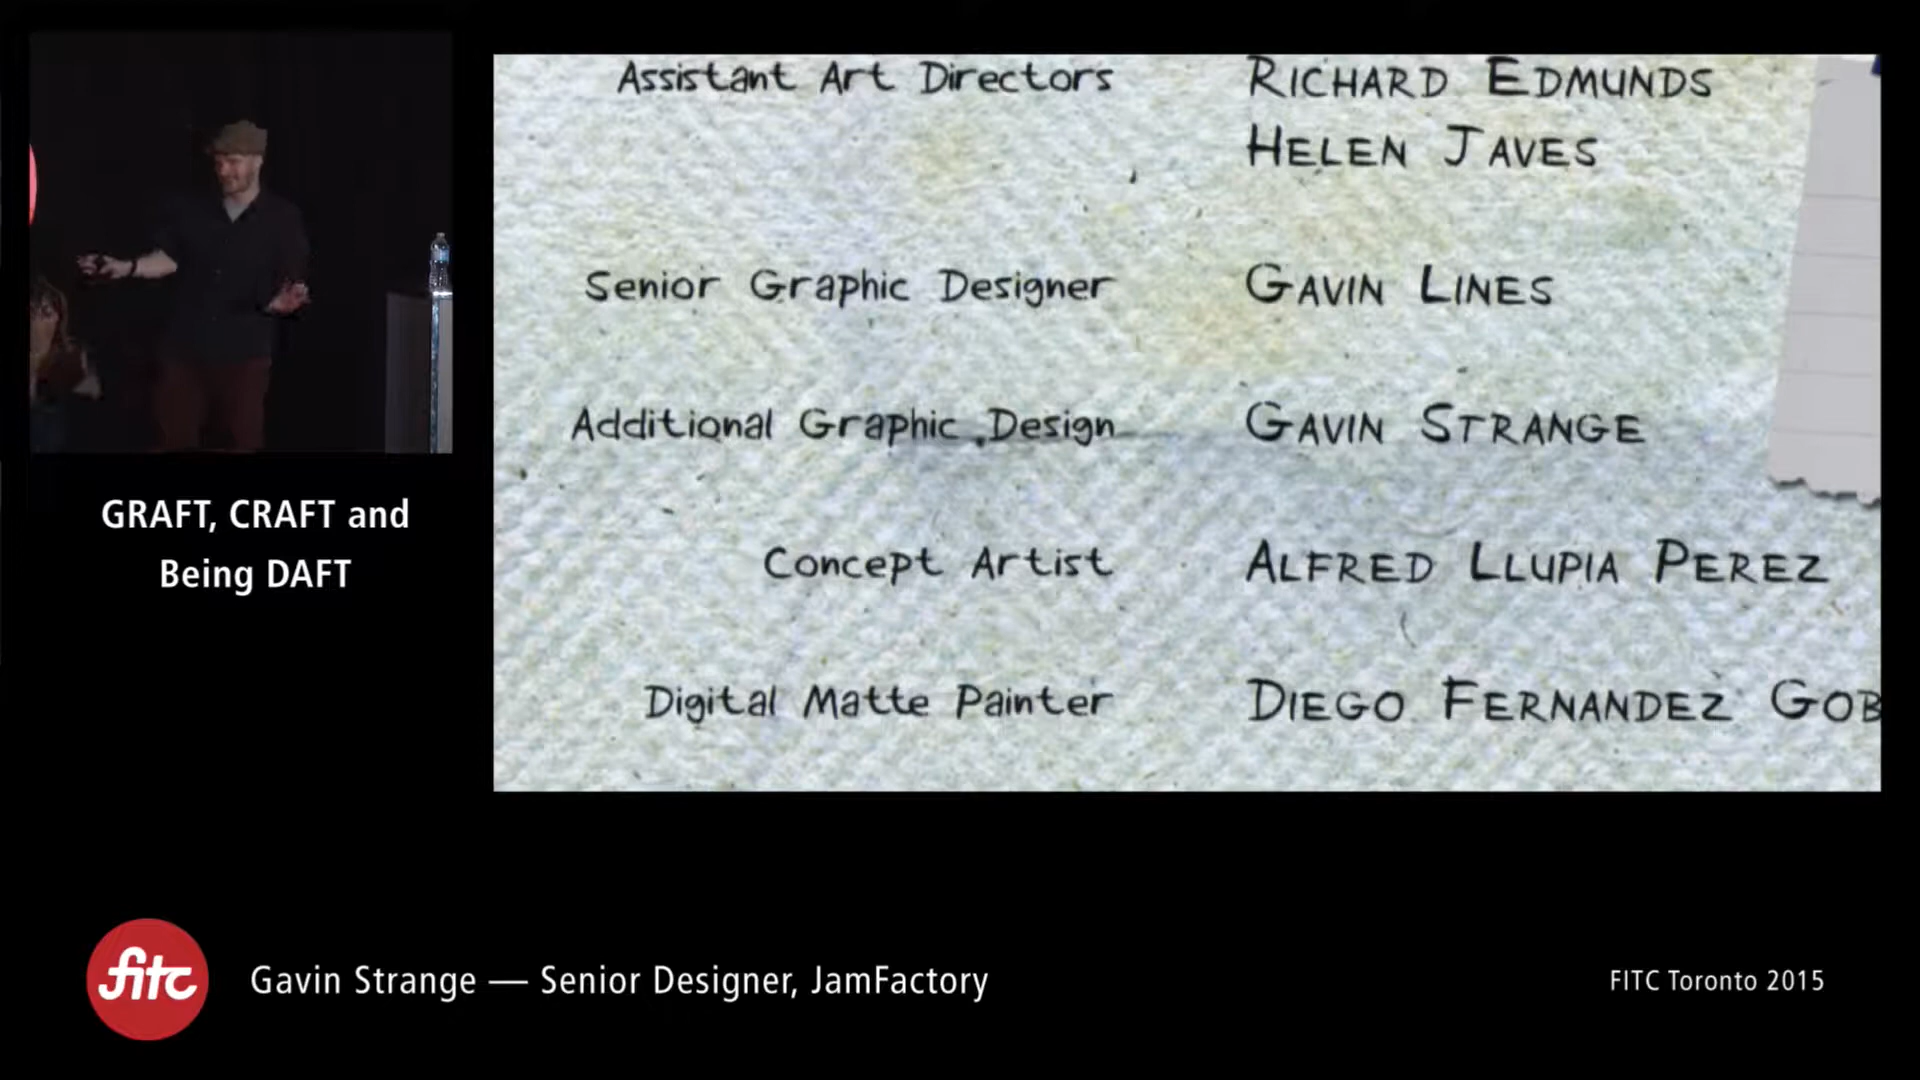 Assistant Art Directors RICHARD EDMUNDS
HELEN JAVES
Senior Graphic Designer GAVIN LINES
Additional Graphic Design GAVIN STRANGE
Concept Artist ALFRED LLUPIA PEREZ
Digital Matte Painter DIEGO FERNANDEZ GOB
GRAFT, CRAFT and
Being DAFT
fitc
Gavin Strange — Senior Designer, JamFactory
FITC Toronto 2015